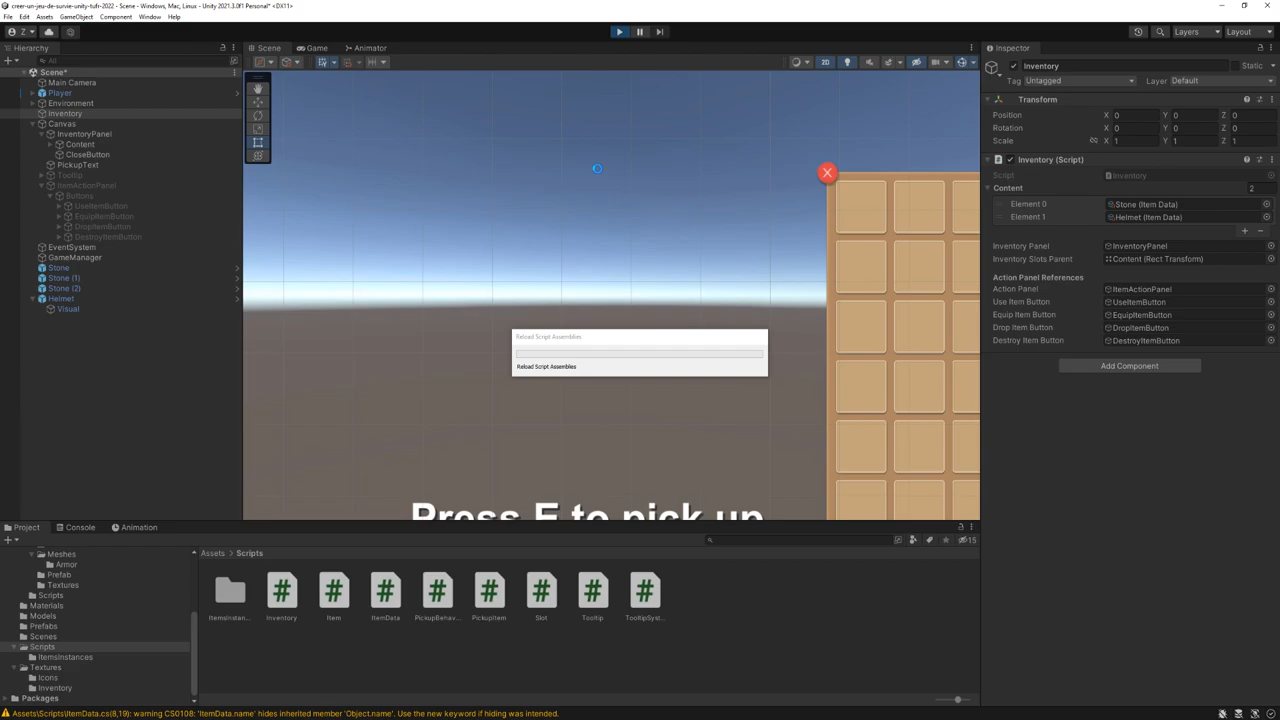 creer-un-jeu-de-survie-unity-tufr-2022 - Scene - Windows, Mac, Linux - Unity 2021.3.0f1 Personal* <DX11>
File Edit Assets GameObject Component Window Help
Z Layers Layout
Hierarchy Scene Game Animator Inspector
All
Scene*
Main Camera
Player
Environment
Inventory
Canvas
InventoryPanel
Content
CloseButton
PickupText
Tooltip
ItemActionPanel
Buttons
UseItemButton
EquipItemButton
DropItemButton
DestroyItemButton
EventSystem
GameManager
Stone
Stone (1)
Stone (2)
Helmet
Visual
2D
Reload Script Assemblies
Reload Script Assemblies
Press E to pick up
Inventory Static
Tag Untagged Layer Default
Transform
Position X 0 Y 0 Z 0
Rotation X 0 Y 0 Z 0
Scale X 1 Y 1 Z 1
Inventory (Script)
Script Inventory
Content 2
Element 0 Stone (Item Data)
Element 1 Helmet (Item Data)
+ −
Inventory Panel InventoryPanel
Inventory Slots Parent Content (Rect Transform)
Action Panel References
Action Panel ItemActionPanel
Use Item Button UseItemButton
Equip Item Button EquipItemButton
Drop Item Button DropItemButton
Destroy Item Button DestroyItemButton
Add Component
Project Console Animation
15
Meshes
Armor
Prefab
Textures
Scripts
Materials
Models
Prefabs
Scenes
Scripts
ItemsInstances
Textures
Icons
Inventory
Packages
Assets > Scripts
ItemsInstan... Inventory Item ItemData PickupBehav... PickupItem Slot Tooltip TooltipSyst...
Assets\Scripts\ItemData.cs(8,19): warning CS0108: 'ItemData.name' hides inherited member 'Object.name'. Use the new keyword if hiding was intended.